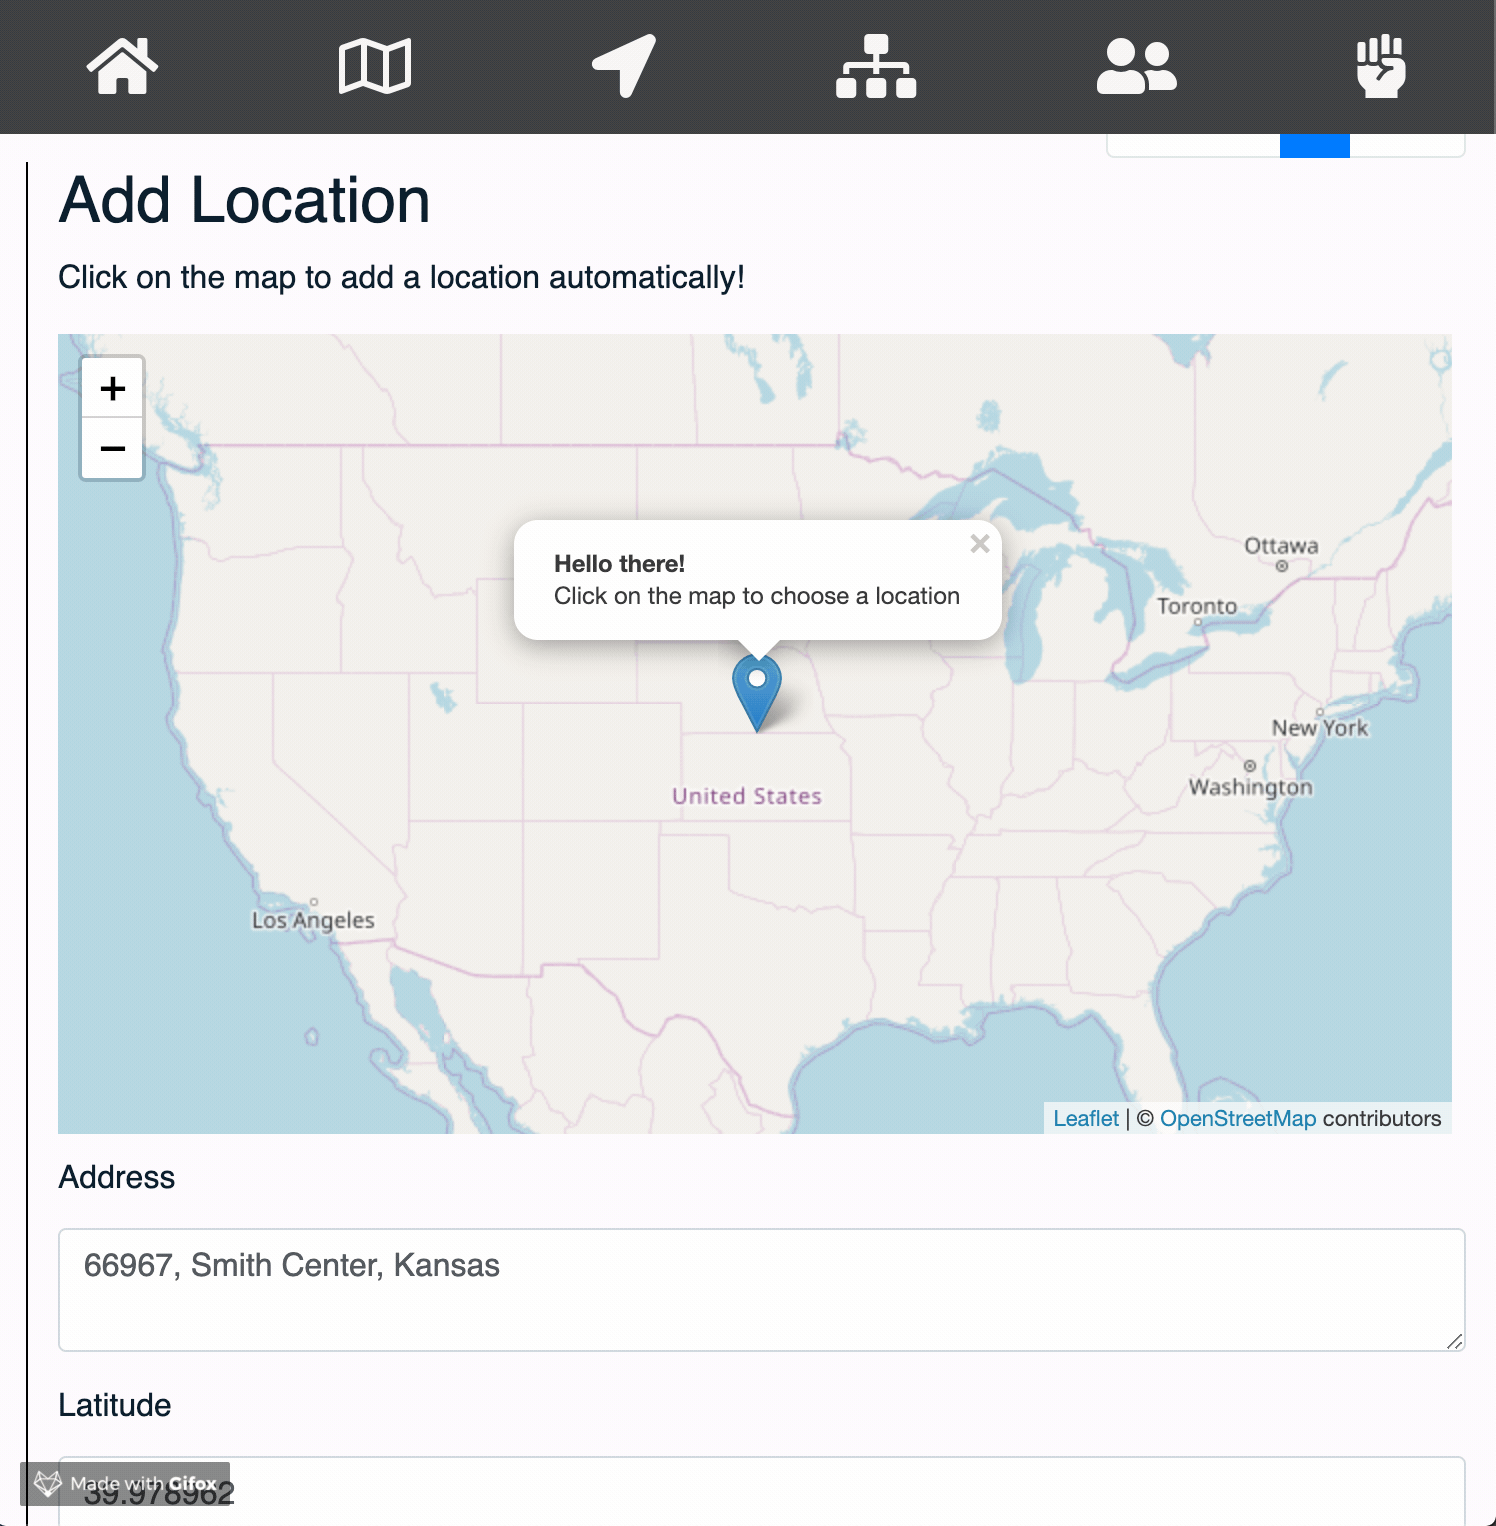 Add Location
Click on the map to add a location automatically!
+
−
Hello there!
×
Click on the map to choose a location
Ottawa
Toronto
New York
Washington
United States
Los Angeles
Leaflet | © OpenStreetMap contributors
Address
66967, Smith Center, Kansas
Latitude
Made with Gifox
39.978962